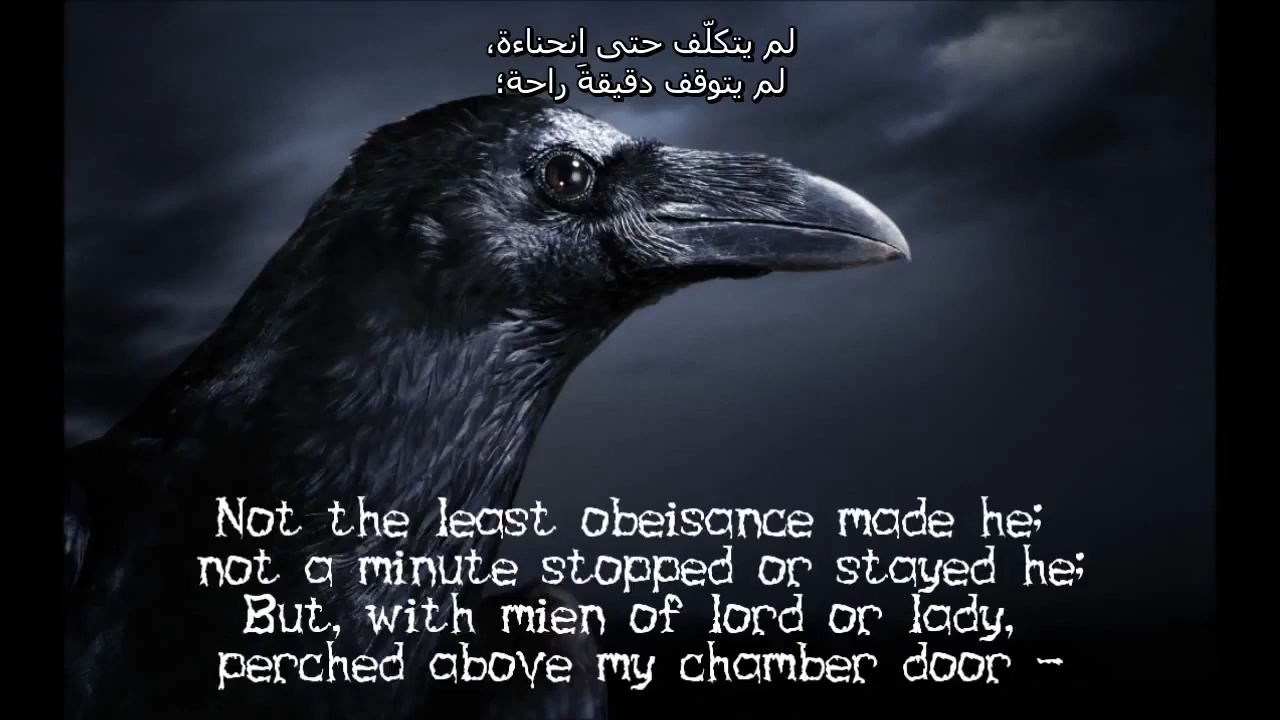 لم يتكلّف حتى انحناءة،
لم يتوقف دقيقةَ راحة؛
Not the least obeisance made he;
not a minute stopped or stayed he;
But, with mien of lord or lady,
perched above my chamber door -